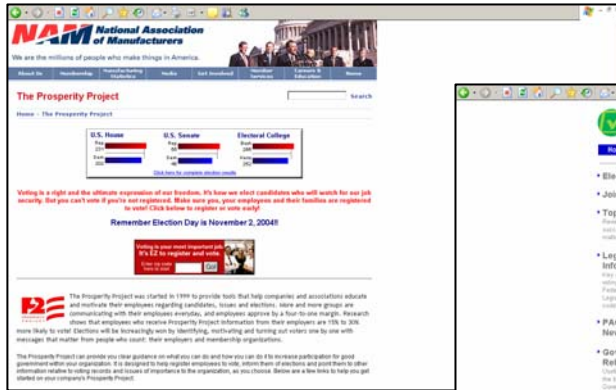 NAM National Association of Manufacturers
We are the millions of people who make things in America.
About Us Membership Manufacturing Statistics Media Get Involved Member Services Careers & Education Home
The Prosperity Project
Search
Home - The Prosperity Project
U.S. House U.S. Senate Electoral College
Rep.
Dem.
Click here for complete election results
Voting is a right and the ultimate expression of our freedom. It's how we elect candidates who will watch for our job
security. But you can't vote if you're not registered. Make sure you, your employees and their families are registered
to vote! Click below to register or vote early!
Remember Election Day is November 2, 2004!!
Voting is your most important job.
It's EZ to register and vote.
Enter zip code
here to start
Go!
The Prosperity Project was started in 1999 to provide tools that help companies and associations educate
and motivate their employees regarding candidates, issues and elections. More and more groups are
communicating with their employees everyday, and employees approve by a four-to-one margin. Research
shows that employees who receive Prosperity Project information from their employers are 15% to 30%
more likely to vote! Elections will be increasingly won by identifying, motivating and turning out voters one by one with
messages that matter from people who count: their employers and membership organizations.
The Prosperity Project can provide you clear guidance on what you can do and how you can do it to increase participation for good
government within your organization. It is designed to help register employees to vote, inform them of elections and point them to other
information relative to voting records and issues of importance to the organization, as you choose. Below are a few links to help you get
started on your company's Prosperity Project.